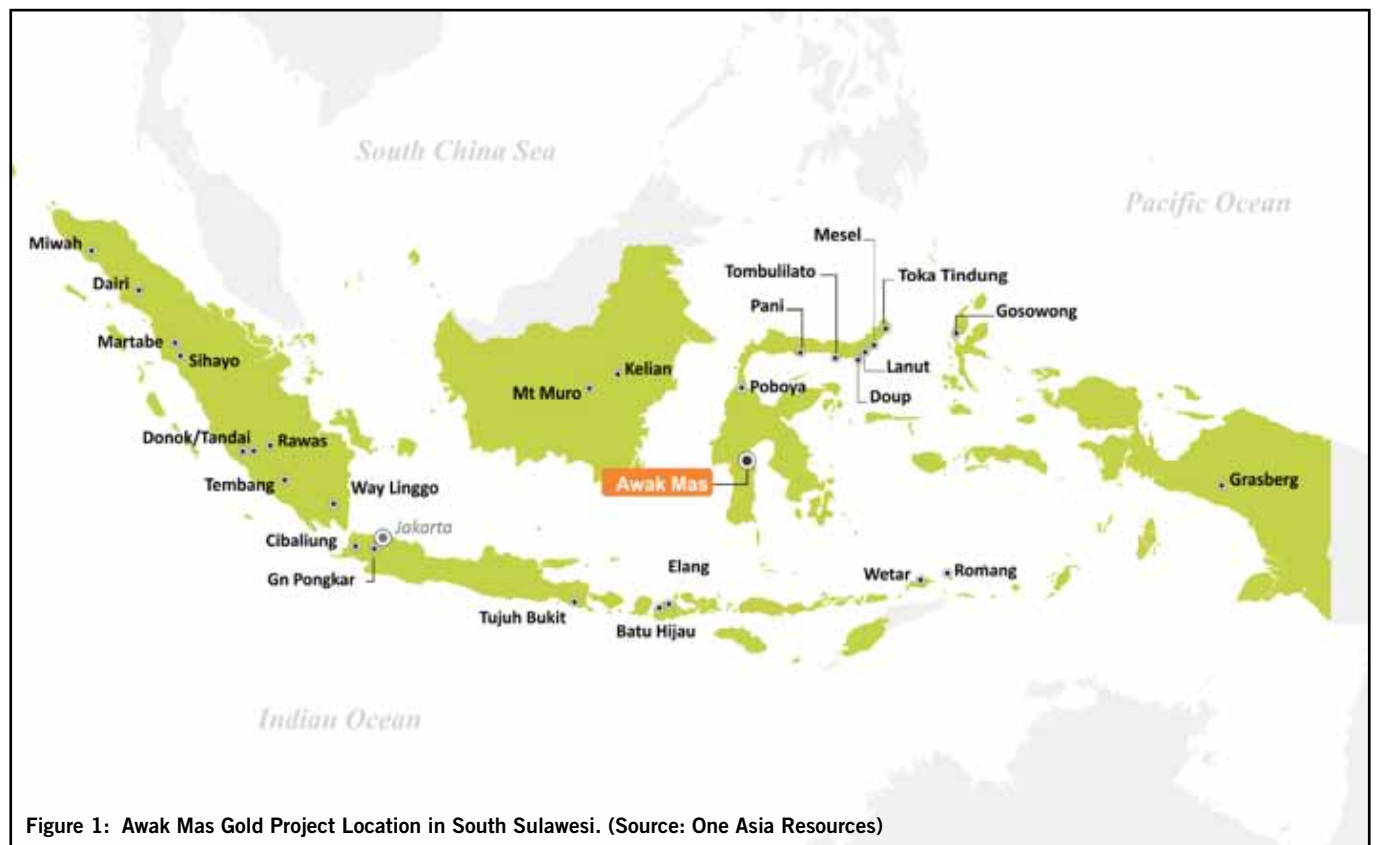 South China Sea
Pacific Ocean
Miwah
Dairi
Martabe
Sihayo
Donok/Tandai
Rawas
Tembang
Way Linggo
Cibaliung
Jakarta
Gn Pongkar
Mt Muro
Kelian
Mesel
Tombulilato
Toka Tindung
Pani
Gosowong
Lanut
Poboya
Doup
Awak Mas
Grasberg
Elang
Wetar
Romang
Tujuh Bukit
Batu Hijau
Indian Ocean
Figure 1: Awak Mas Gold Project Location in South Sulawesi. (Source: One Asia Resources)